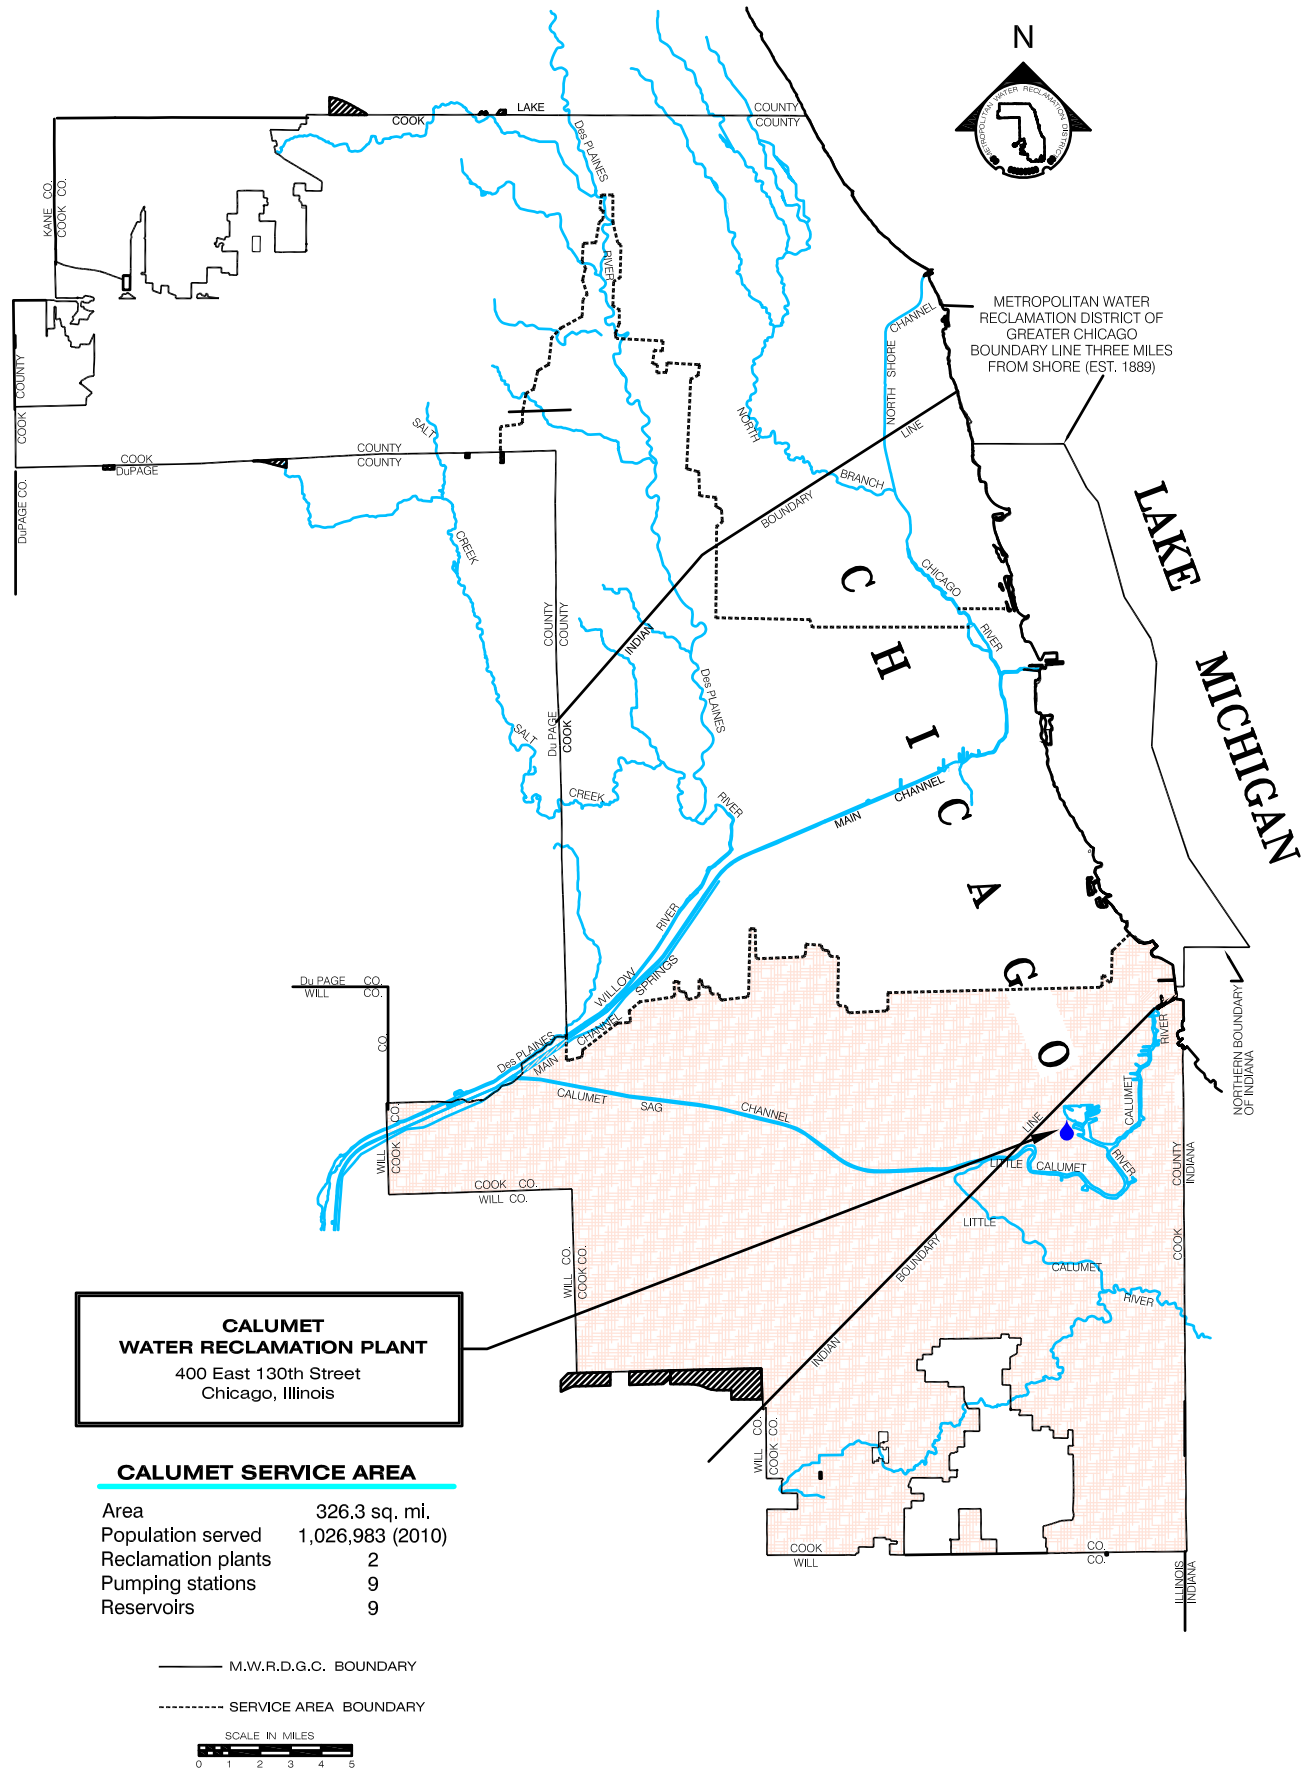 N
METROPOLITAN WATER RECLAMATION DISTRICT
LAKE
COOK
COUNTY
COUNTY
Des PLAINES
RIVER
KANE CO.
COOK CO.
COOK COUNTY
DuPAGE CO.
COOK
DuPAGE
COUNTY
COUNTY
SALT
CREEK
SALT
CREEK
NORTH SHORE CHANNEL
METROPOLITAN WATER
RECLAMATION DISTRICT OF
GREATER CHICAGO
BOUNDARY LINE THREE MILES
FROM SHORE (EST. 1889)
NORTH
BRANCH
CHICAGO
RIVER
INDIAN
BOUNDARY
LINE
LAKE
MICHIGAN
CHICAGO
COUNTY
COUNTY
Du PAGE
COOK
Des PLAINES
RIVER
MAIN
CHANNEL
RIVER
WILLOW
SPRINGS
Des PLAINES
MAIN
CHANNEL
Du PAGE CO.
WILL CO.
CO.
CO.
WILL
COOK
CALUMET
SAG
CHANNEL
COOK CO.
WILL CO.
WILL CO.
COOK CO.
NORTHERN BOUNDARY
OF INDIANA
RIVER
CALUMET
LINE
LITTLE
CALUMET
RIVER
COUNTY
INDIANA
COOK
LITTLE
CALUMET
RIVER
BOUNDARY
INDIAN
CALUMET
WATER RECLAMATION PLANT
400 East 130th Street
Chicago, Illinois
WILL CO.
COOK CO.
COOK
WILL
CO.
CO.
ILLINOIS
INDIANA
CALUMET SERVICE AREA
Area 326.3 sq. mi.
Population served 1,026,983 (2010)
Reclamation plants 2
Pumping stations 9
Reservoirs 9
M.W.R.D.G.C. BOUNDARY
SERVICE AREA BOUNDARY
SCALE IN MILES
0 1 2 3 4 5